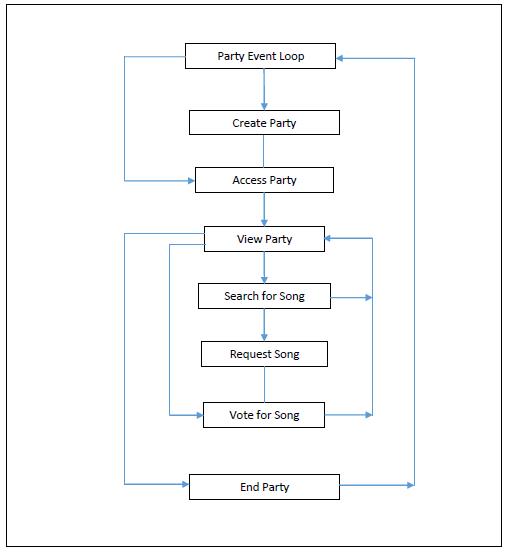 Party Event Loop
Create Party
Access Party
View Party
Search for Song
Request Song
Vote for Song
End Party